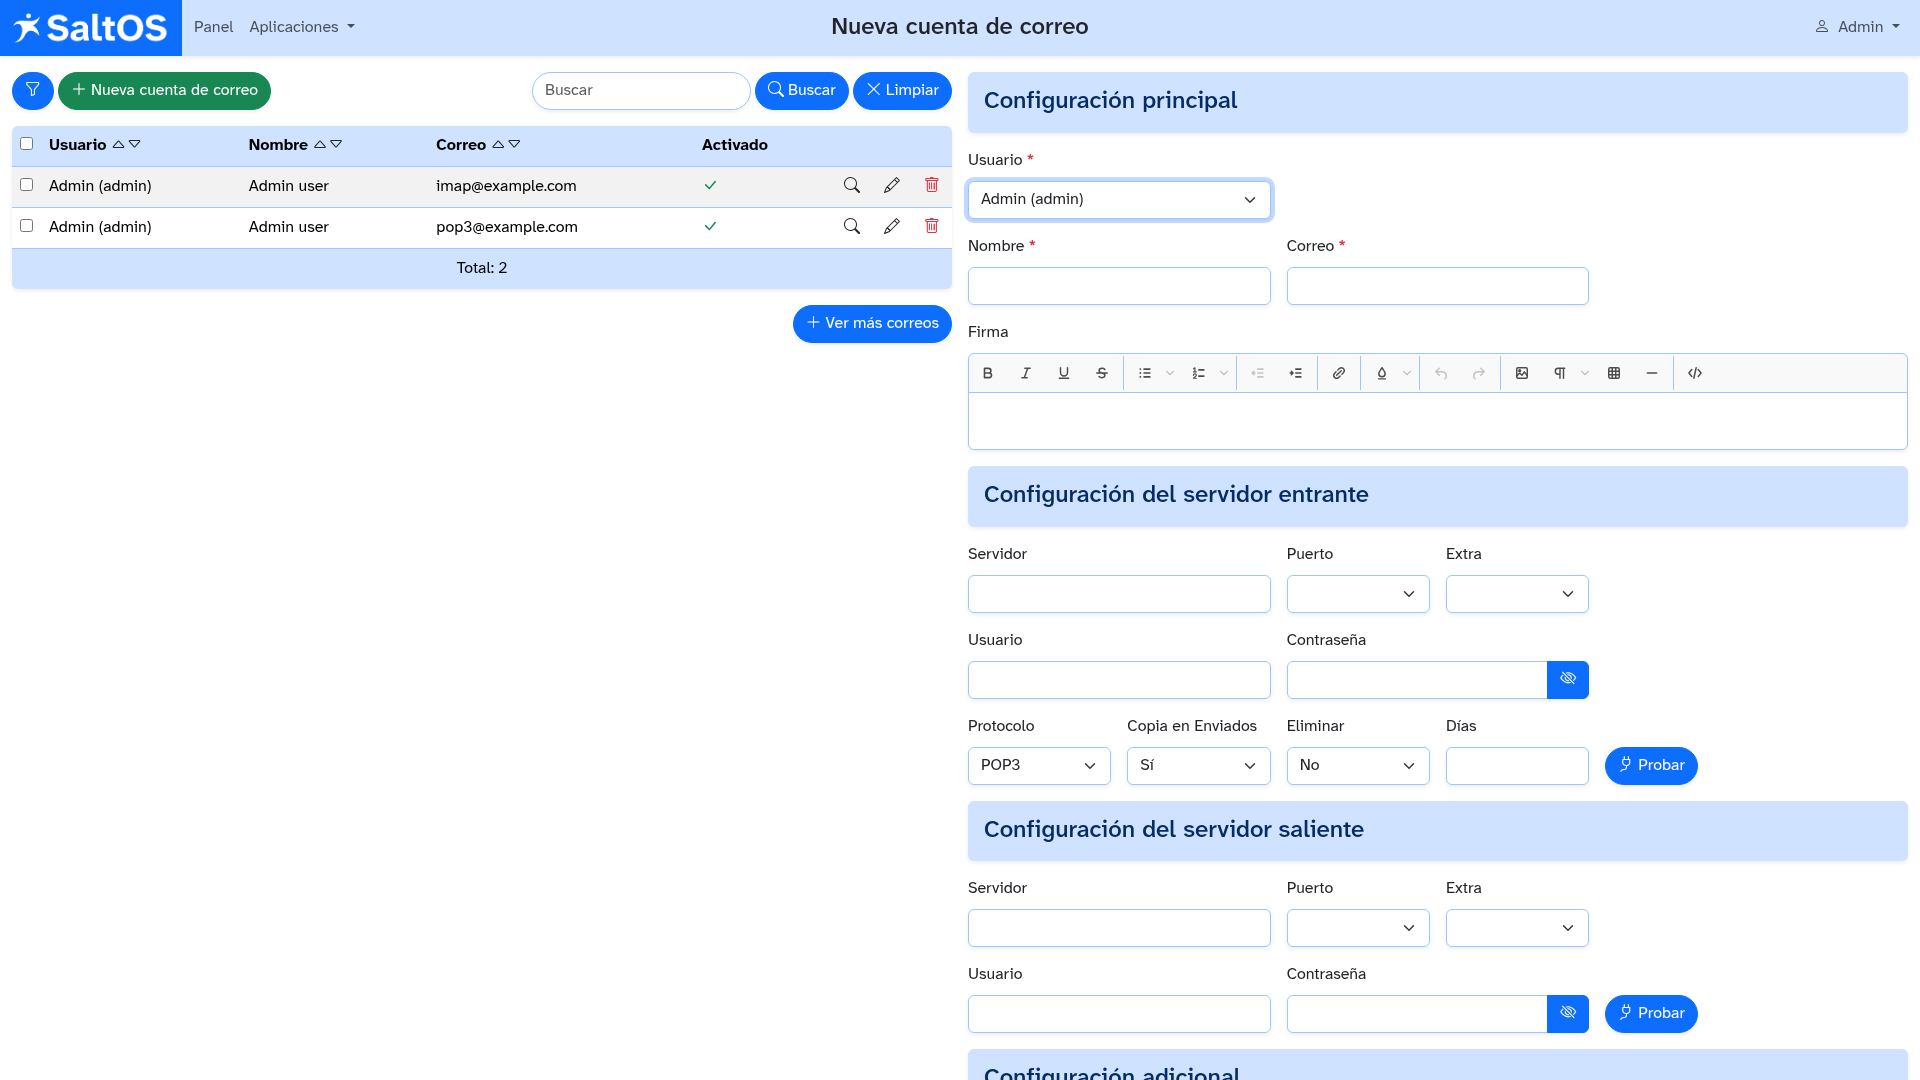 SaltOS Panel Aplicaciones Nueva cuenta de correo Admin
Nueva cuenta de correo Buscar Buscar Limpiar
Usuario Nombre Correo Activado
Admin (admin) Admin user imap@example.com
Admin (admin) Admin user pop3@example.com
Total: 2
Ver más correos
Configuración principal
Usuario *
Admin (admin)
Nombre * Correo *
Firma
Configuración del servidor entrante
Servidor Puerto Extra
Usuario Contraseña
Protocolo Copia en Enviados Eliminar Días
POP3 Sí No Probar
Configuración del servidor saliente
Servidor Puerto Extra
Usuario Contraseña
Probar
Configuración adicional